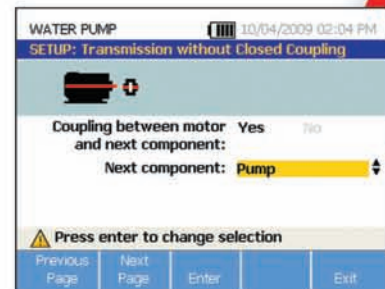 WATER PUMP 10/04/2009 02:04 PM
SETUP: Transmission without Closed Coupling
Coupling between motor Yes No
and next component:
Next component: Pump
Press enter to change selection
Previous Page Next Page Enter Exit